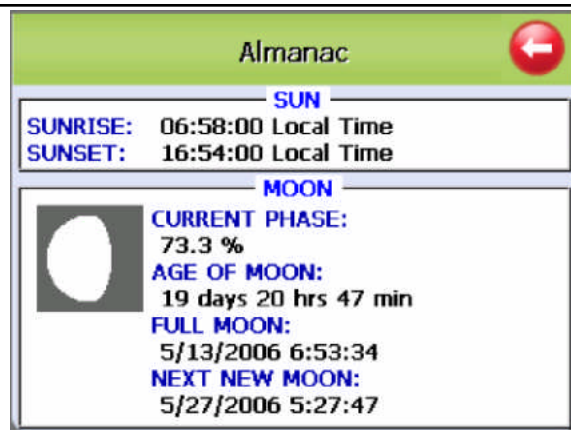 Almanac
SUN
SUNRISE: 06:58:00 Local Time
SUNSET: 16:54:00 Local Time
MOON
CURRENT PHASE:
73.3 %
AGE OF MOON:
19 days 20 hrs 47 min
FULL MOON:
5/13/2006 6:53:34
NEXT NEW MOON:
5/27/2006 5:27:47